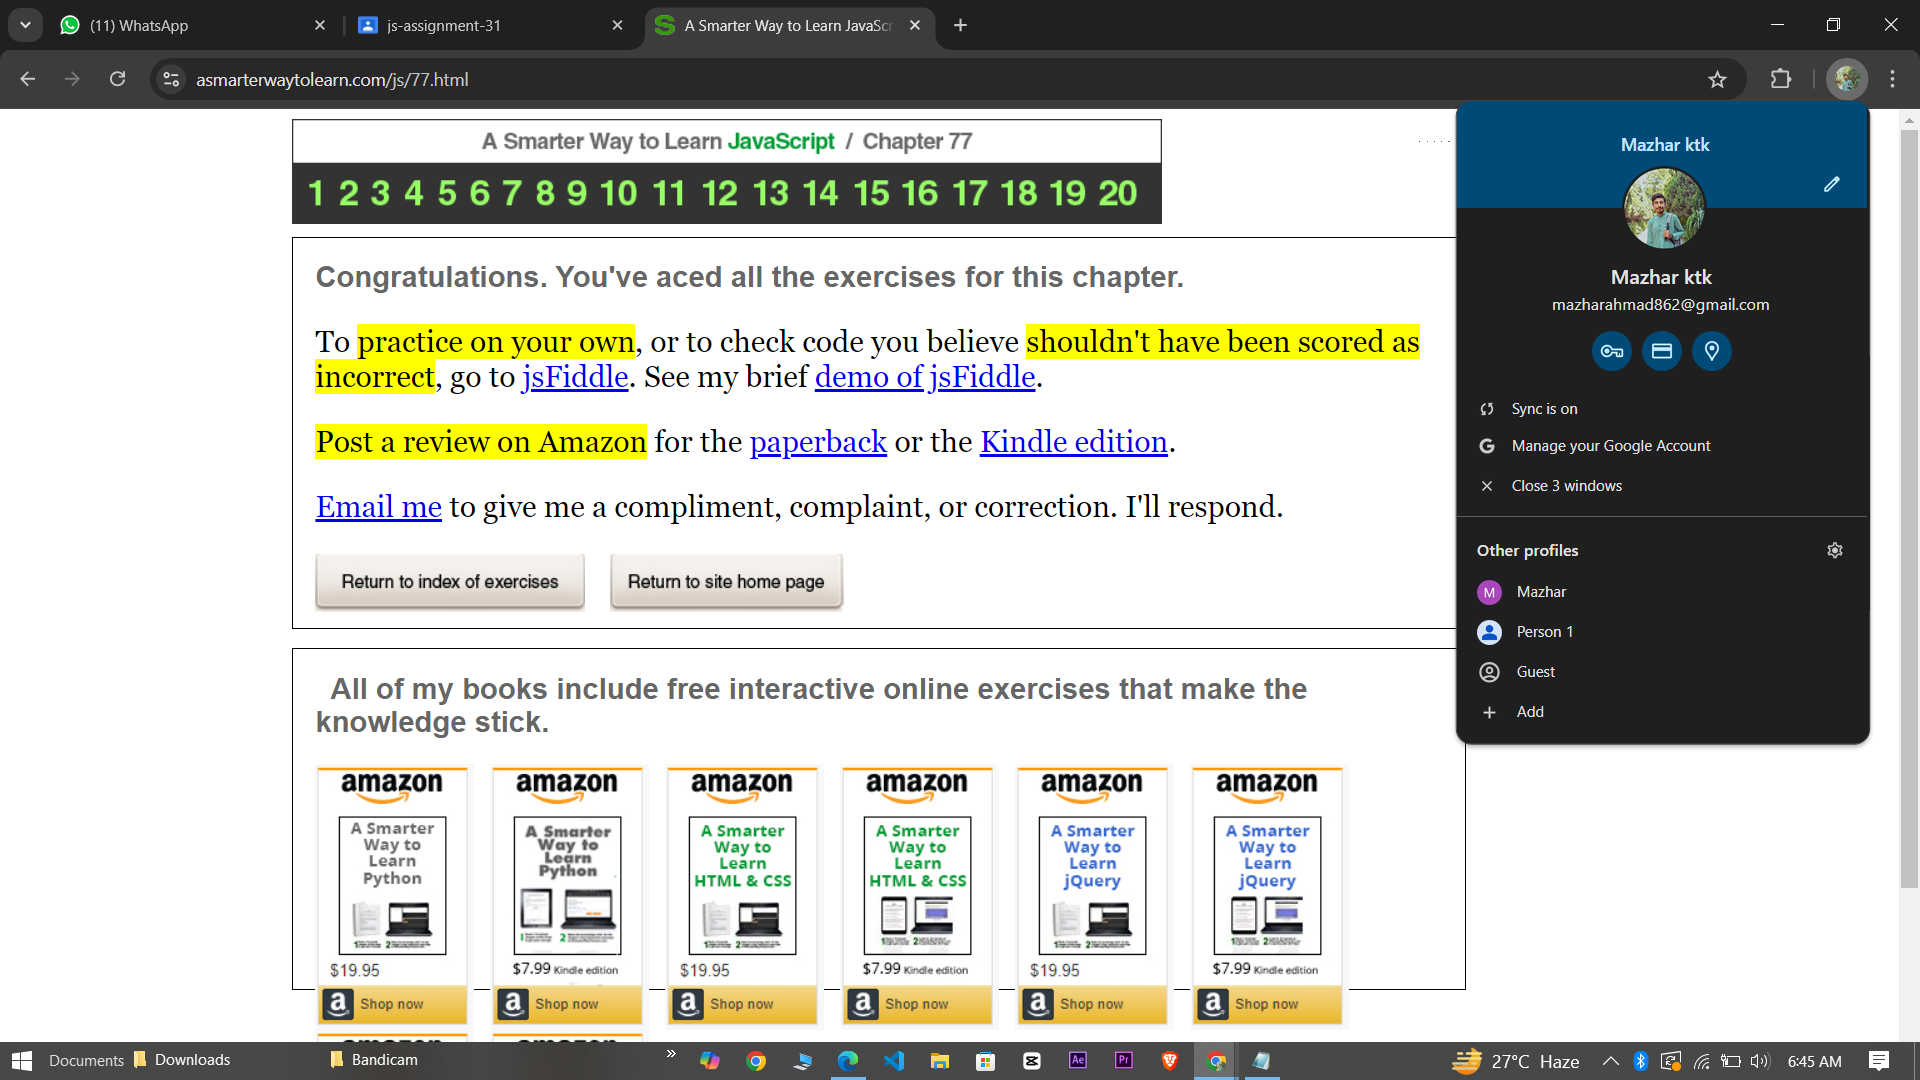 (11) WhatsApp
js-assignment-31
A Smarter Way to Learn JavaScr
asmarterwaytolearn.com/js/77.html
A Smarter Way to Learn JavaScript / Chapter 77
1 2 3 4 5 6 7 8 9 10 11 12 13 14 15 16 17 18 19 20
Congratulations. You've aced all the exercises for this chapter.
To practice on your own, or to check code you believe shouldn't have been scored as
incorrect, go to jsFiddle. See my brief demo of jsFiddle.
Post a review on Amazon for the paperback or the Kindle edition.
Email me to give me a compliment, complaint, or correction. I'll respond.
Return to index of exercises
Return to site home page
Mazhar ktk
Mazhar ktk
mazharahmad862@gmail.com
Sync is on
Manage your Google Account
Close 3 windows
Other profiles
M
Mazhar
Person 1
Guest
Add
All of my books include free interactive online exercises that make the
knowledge stick.
amazon
A Smarter
Way to
Learn
Python
$19.95
Shop now
amazon
A Smarter
Way to
Learn
Python
$7.99 Kindle edition
Shop now
amazon
A Smarter
Way to
Learn
HTML & CSS
$19.95
Shop now
amazon
A Smarter
Way to
Learn
HTML & CSS
$7.99 Kindle edition
Shop now
amazon
A Smarter
Way to
Learn
jQuery
$19.95
Shop now
amazon
A Smarter
Way to
Learn
jQuery
$7.99 Kindle edition
Shop now
Documents
Downloads
Bandicam
Ae
Pr
27°C Haze
6:45 AM